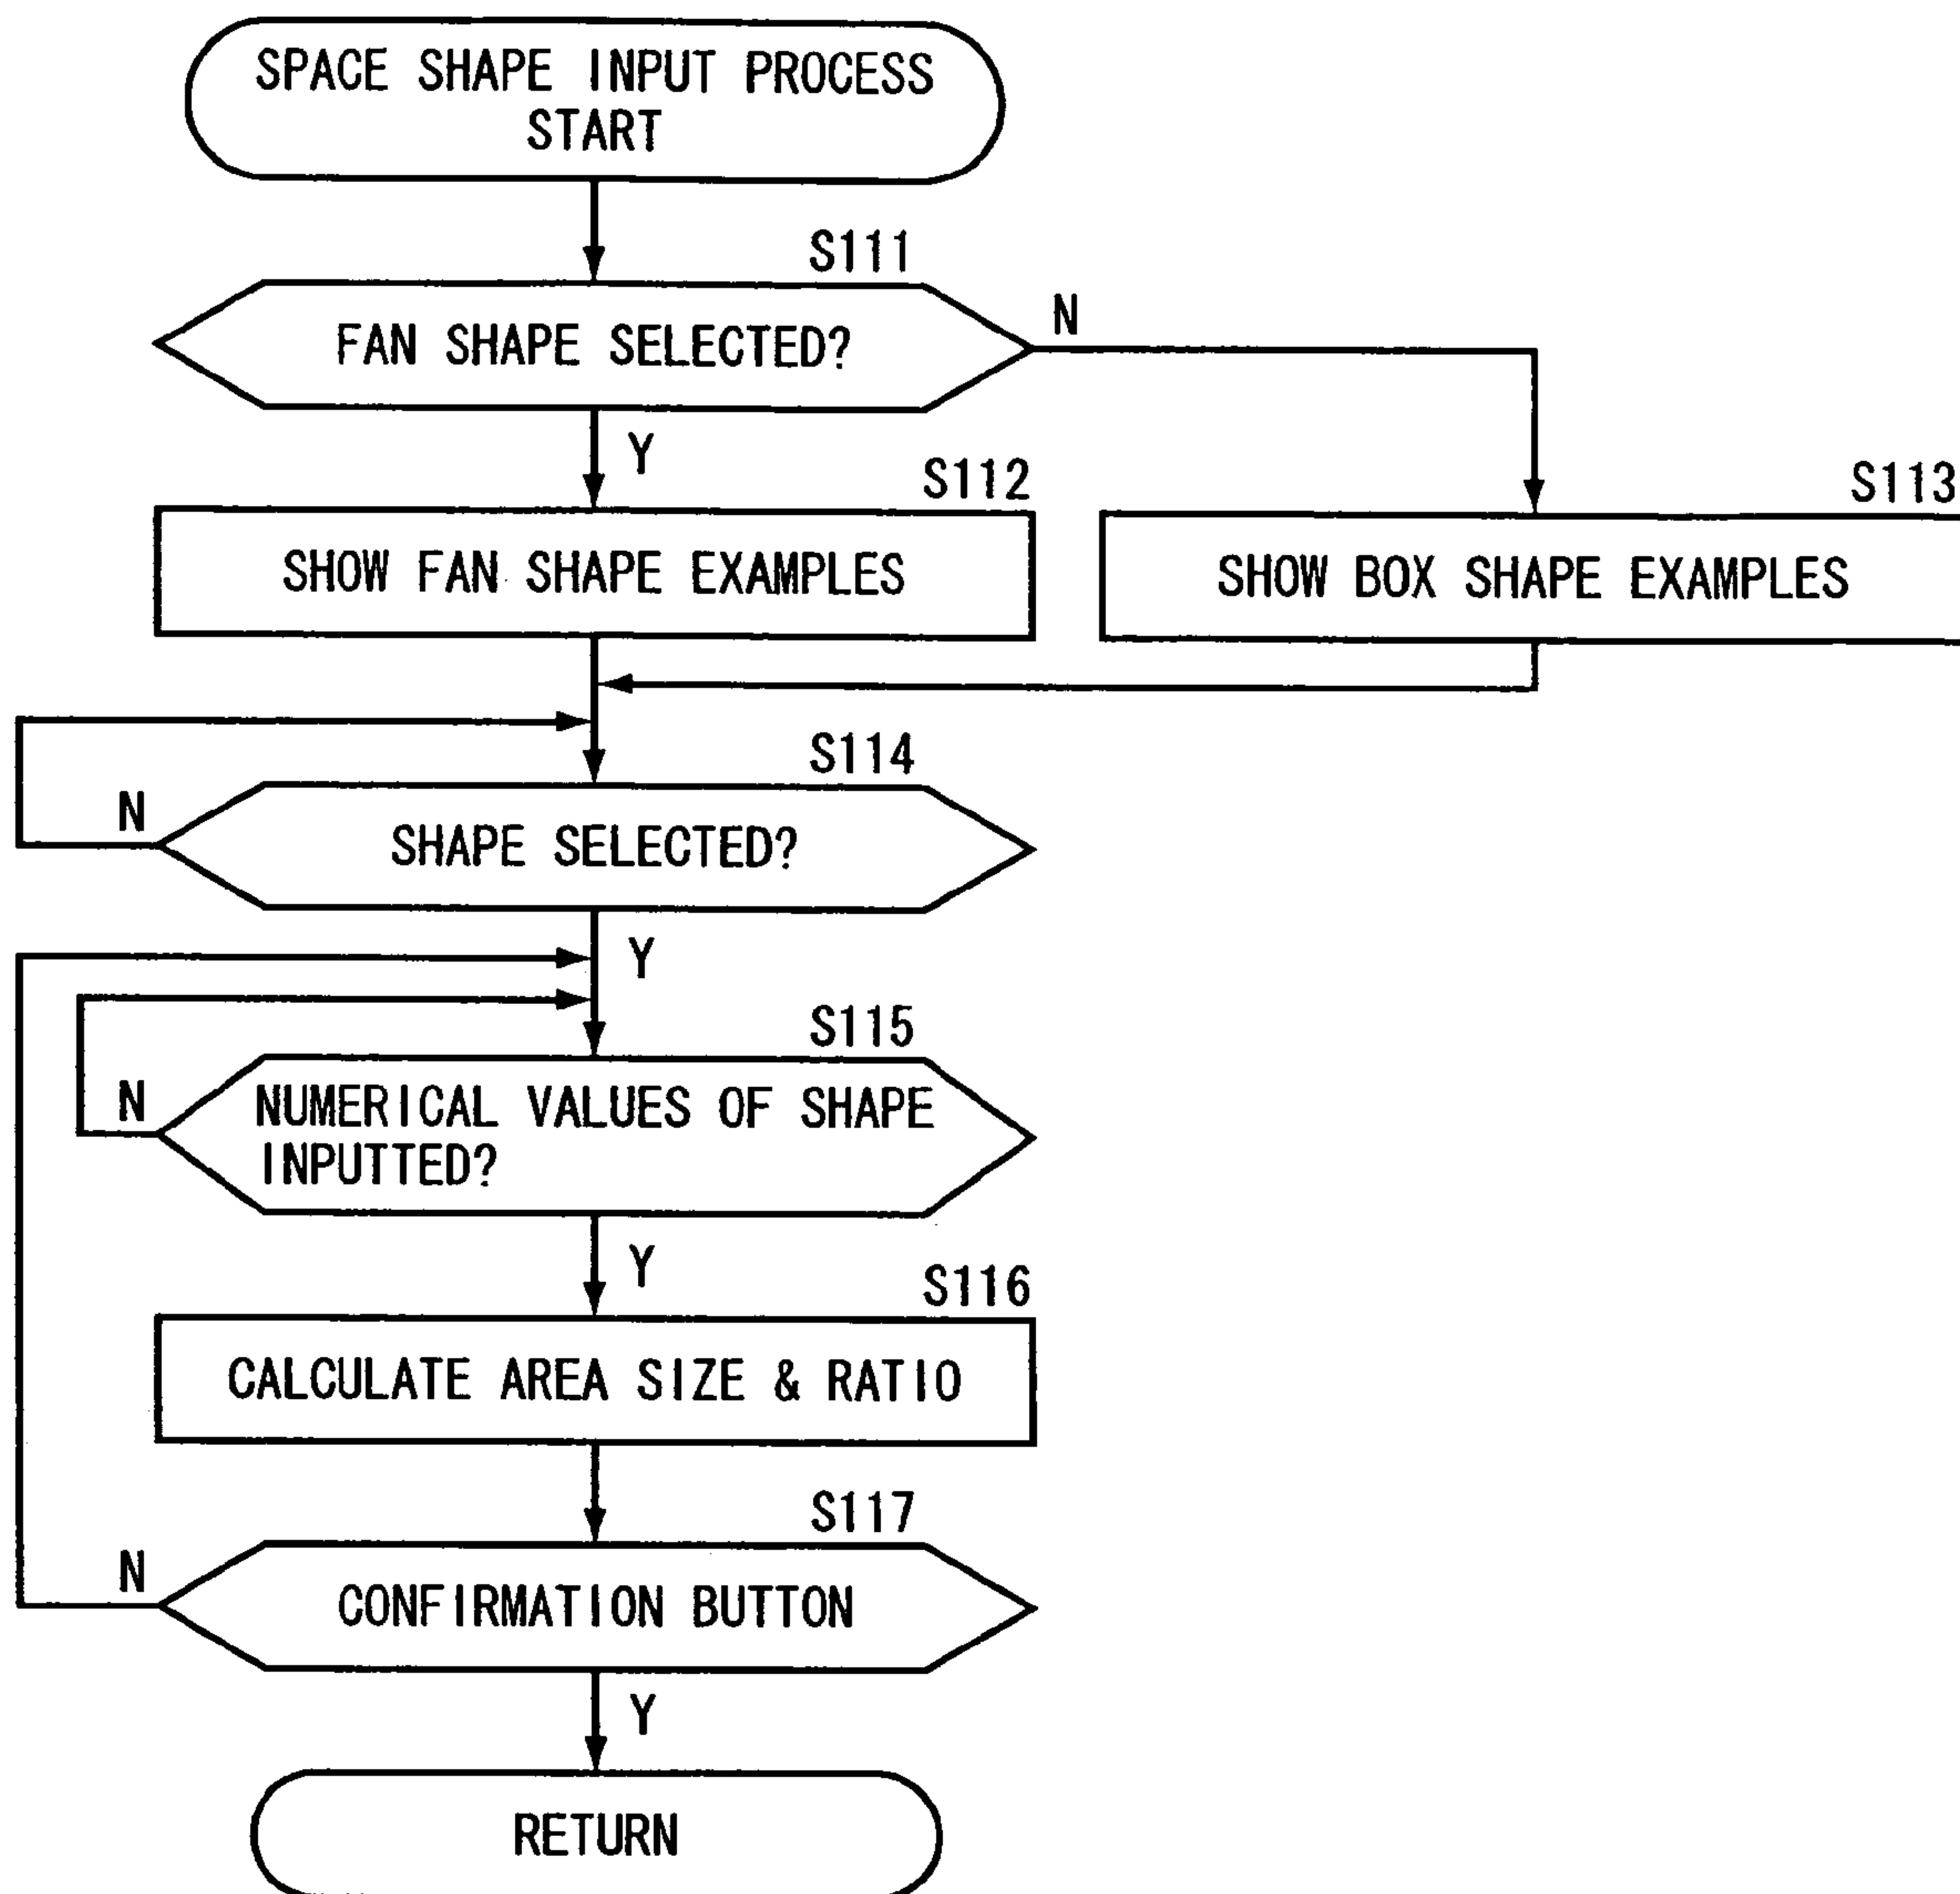 SPACE SHAPE INPUT PROCESS
START
S111
FAN SHAPE SELECTED?
N
Y
S112
SHOW FAN SHAPE EXAMPLES
S113
SHOW BOX SHAPE EXAMPLES
S114
N
SHAPE SELECTED?
Y
S115
N
NUMERICAL VALUES OF SHAPE
INPUTTED?
Y
S116
CALCULATE AREA SIZE & RATIO
S117
N
CONFIRMATION BUTTON
Y
RETURN